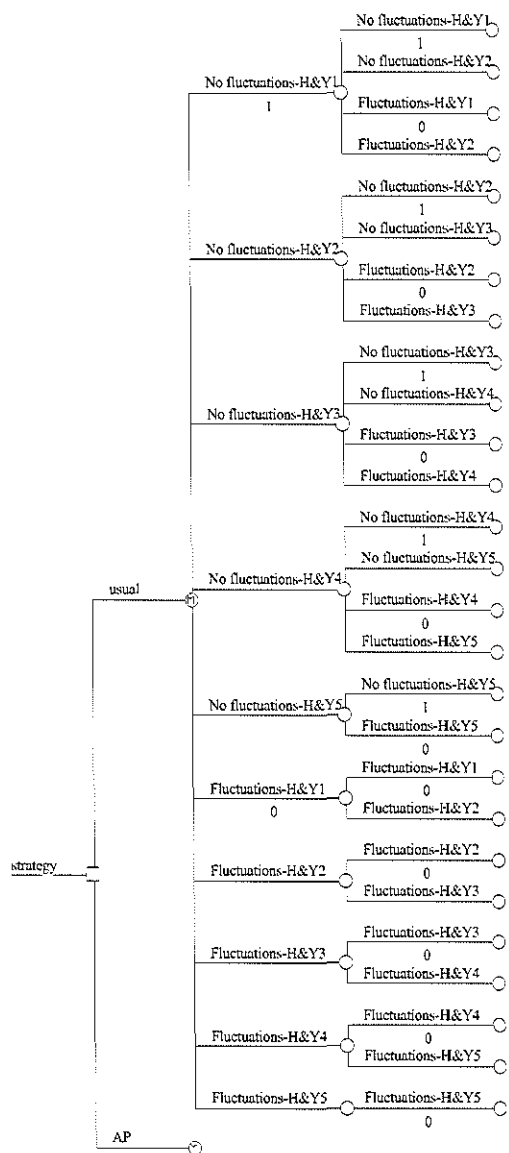 No fluctuations-H&Y1
1
No fluctuations-H&Y2
No fluctuations-H&Y1
1
Fluctuations-H&Y1
0
Fluctuations-H&Y2
No fluctuations-H&Y2
1
No fluctuations-H&Y3
No fluctuations-H&Y2
Fluctuations-H&Y2
0
Fluctuations-H&Y3
No fluctuations-H&Y3
1
No fluctuations-H&Y4
No fluctuations-H&Y3
Fluctuations-H&Y3
0
Fluctuations-H&Y4
No fluctuations-H&Y4
1
No fluctuations-H&Y5
usual
No fluctuations-H&Y4
Fluctuations-H&Y4
0
Fluctuations-H&Y5
No fluctuations-H&Y5
1
No fluctuations-H&Y5
Fluctuations-H&Y5
0
Fluctuations-H&Y1
0
Fluctuations-H&Y1
0
Fluctuations-H&Y2
Fluctuations-H&Y2
0
strategy
Fluctuations-H&Y2
Fluctuations-H&Y3
Fluctuations-H&Y3
0
Fluctuations-H&Y3
Fluctuations-H&Y4
Fluctuations-H&Y4
0
Fluctuations-H&Y4
Fluctuations-H&Y5
Fluctuations-H&Y5
Fluctuations-H&Y5
0
AP